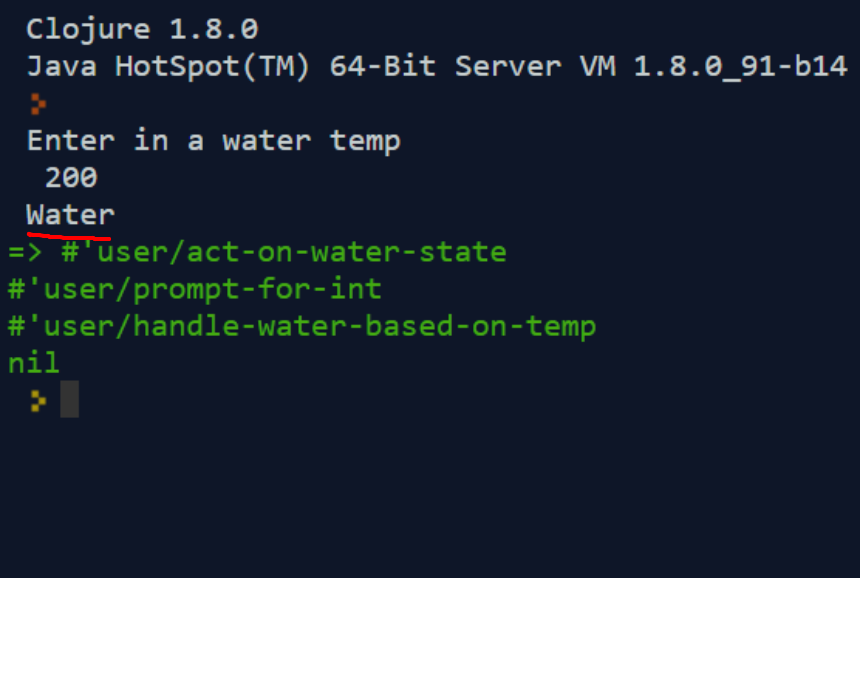 Clojure 1.8.0
Java HotSpot(TM) 64-Bit Server VM 1.8.0_91-b14
Enter in a water temp
200
Water
=> #'user/act-on-water-state
#'user/prompt-for-int
#'user/handle-water-based-on-temp
nil